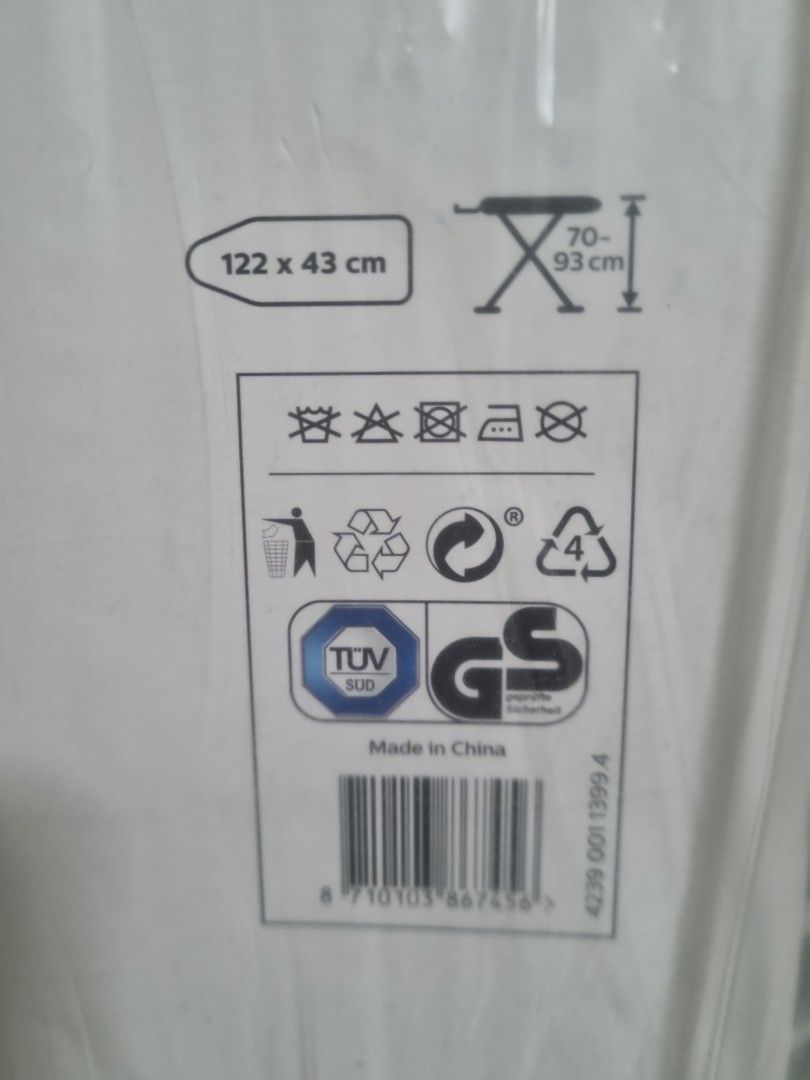 122 x 43 cm
70-
93 cm
®
4
TÜV
SÜD
GS
geprüfte
Sicherheit
Made in China
4239 001 1399.4
8 710103 867456 >